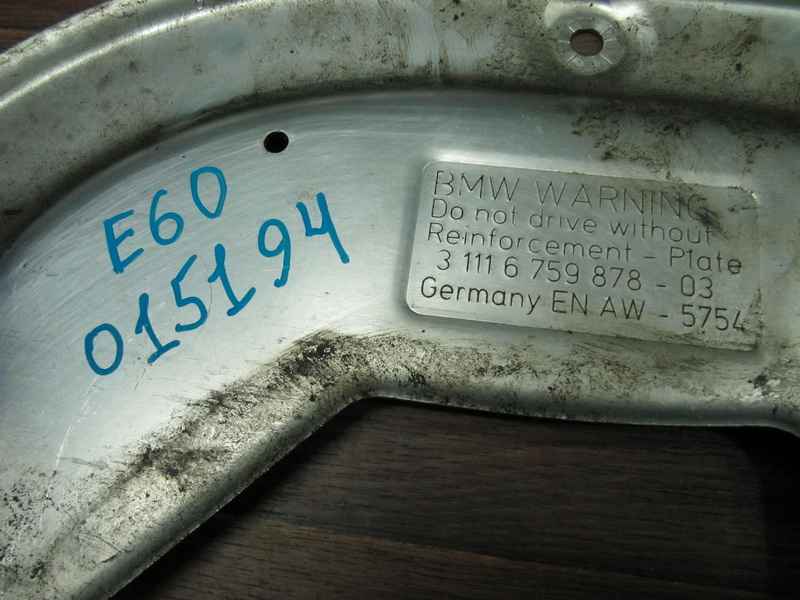 E60
015194
BMW WARNING
Do not drive without
Reinforcement - Plate
3 111 6 759 878 - 03
Germany EN AW - 5754